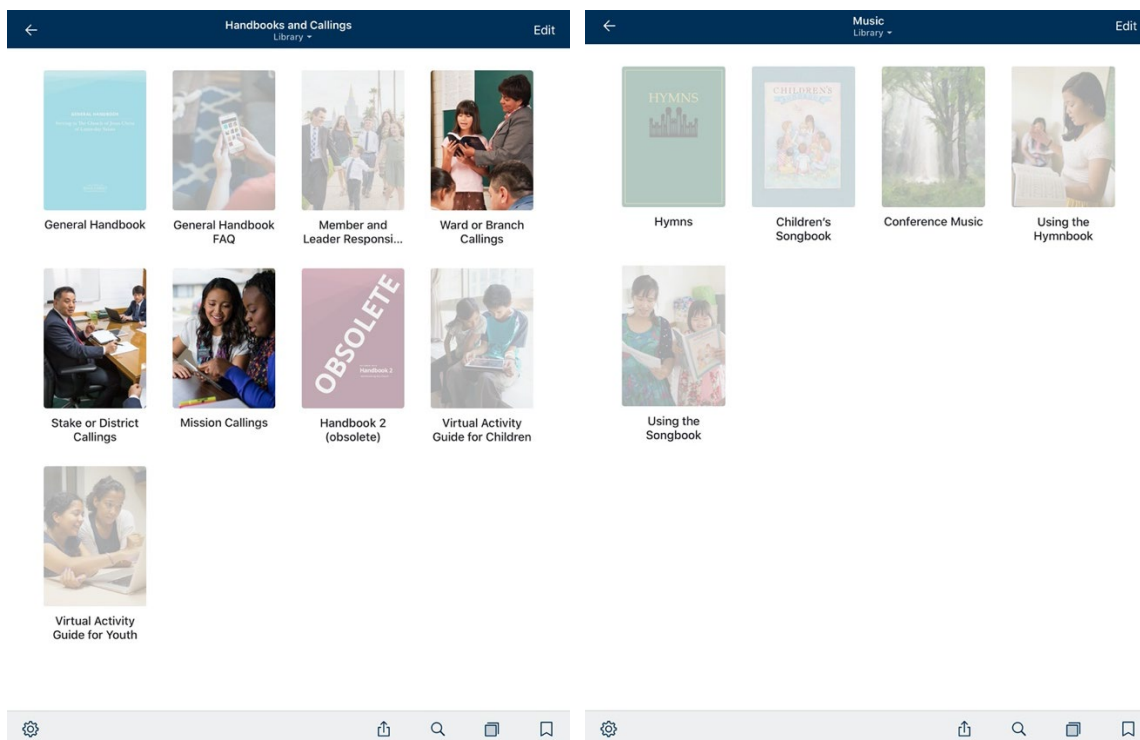 Handbooks and Callings
Library
Edit
GENERAL HANDBOOK
General Handbook
General Handbook
FAQ
Member and
Leader Responsi...
Ward or Branch
Callings
OBSOLETE
Handbook 2
Stake or District
Callings
Mission Callings
Handbook 2
(obsolete)
Virtual Activity
Guide for Children
Virtual Activity
Guide for Youth
Music
Library
Edit
HYMNS
CHILDREN'S
Hymns
Children's
Songbook
Conference Music
Using the
Hymnbook
Using the
Songbook